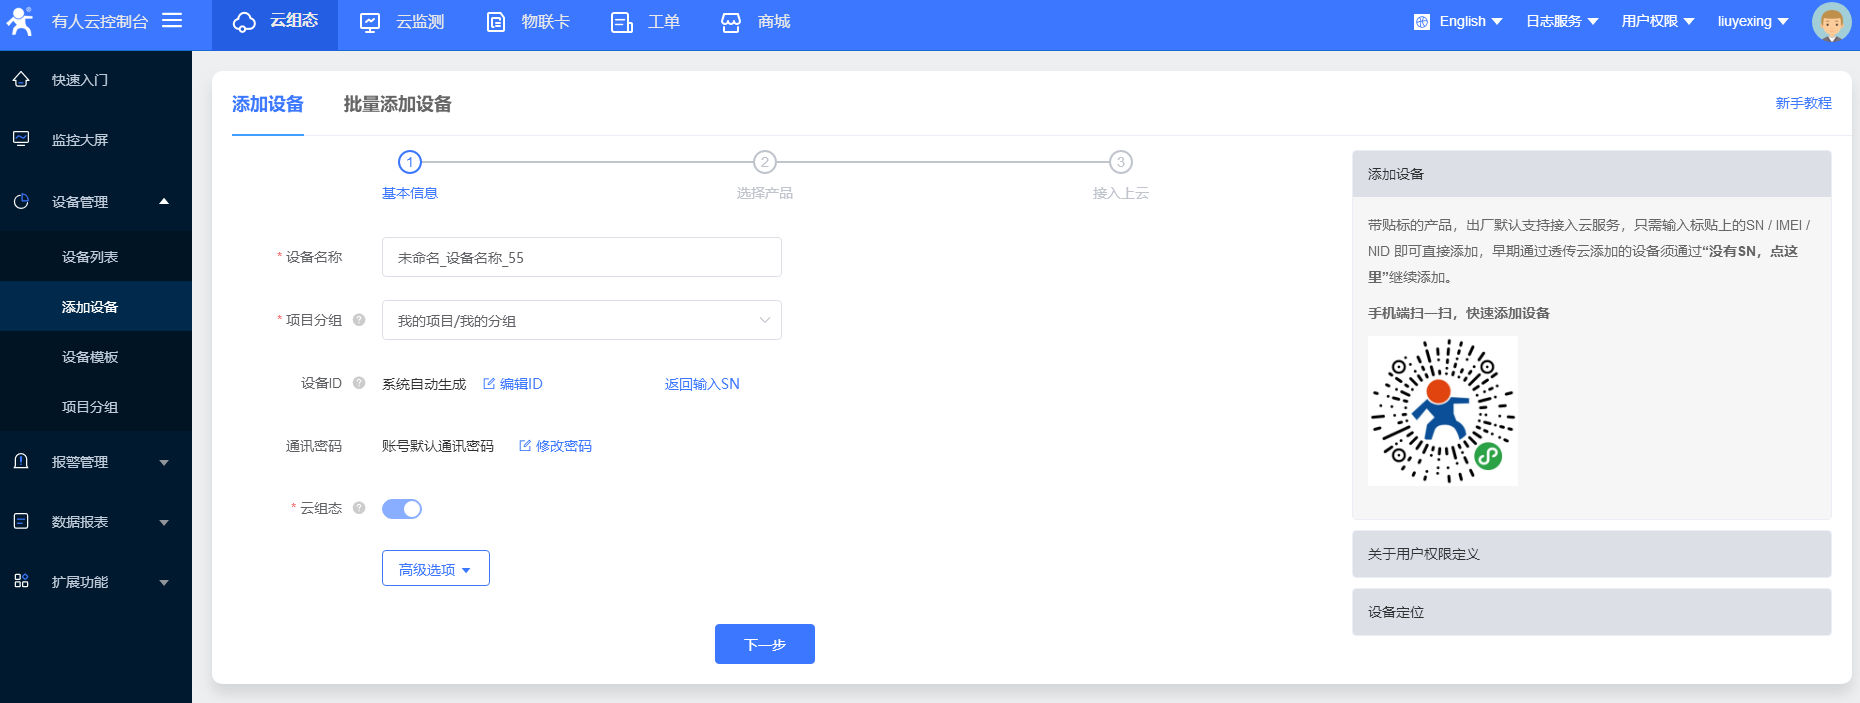 有人云控制台
云组态
云监测
物联卡
工单
商城
English
日志服务
用户权限
liuyexing
快速入门
监控大屏
设备管理
设备列表
添加设备
设备模板
项目分组
报警管理
数据报表
扩展功能
添加设备
批量添加设备
新手教程
1
2
3
基本信息
选择产品
接入上云
* 设备名称
未命名_设备名称_55
* 项目分组 ?
我的项目/我的分组
设备ID ?
系统自动生成
编辑ID
返回输入SN
通讯密码
账号默认通讯密码
修改密码
* 云组态 ?
高级选项
下一步
添加设备
带贴标的产品，出厂默认支持接入云服务，只需输入标贴上的SN / IMEI /
NID 即可直接添加，早期通过透传云添加的设备须通过“没有SN，点这
里”继续添加。
手机端扫一扫，快速添加设备
关于用户权限定义
设备定位